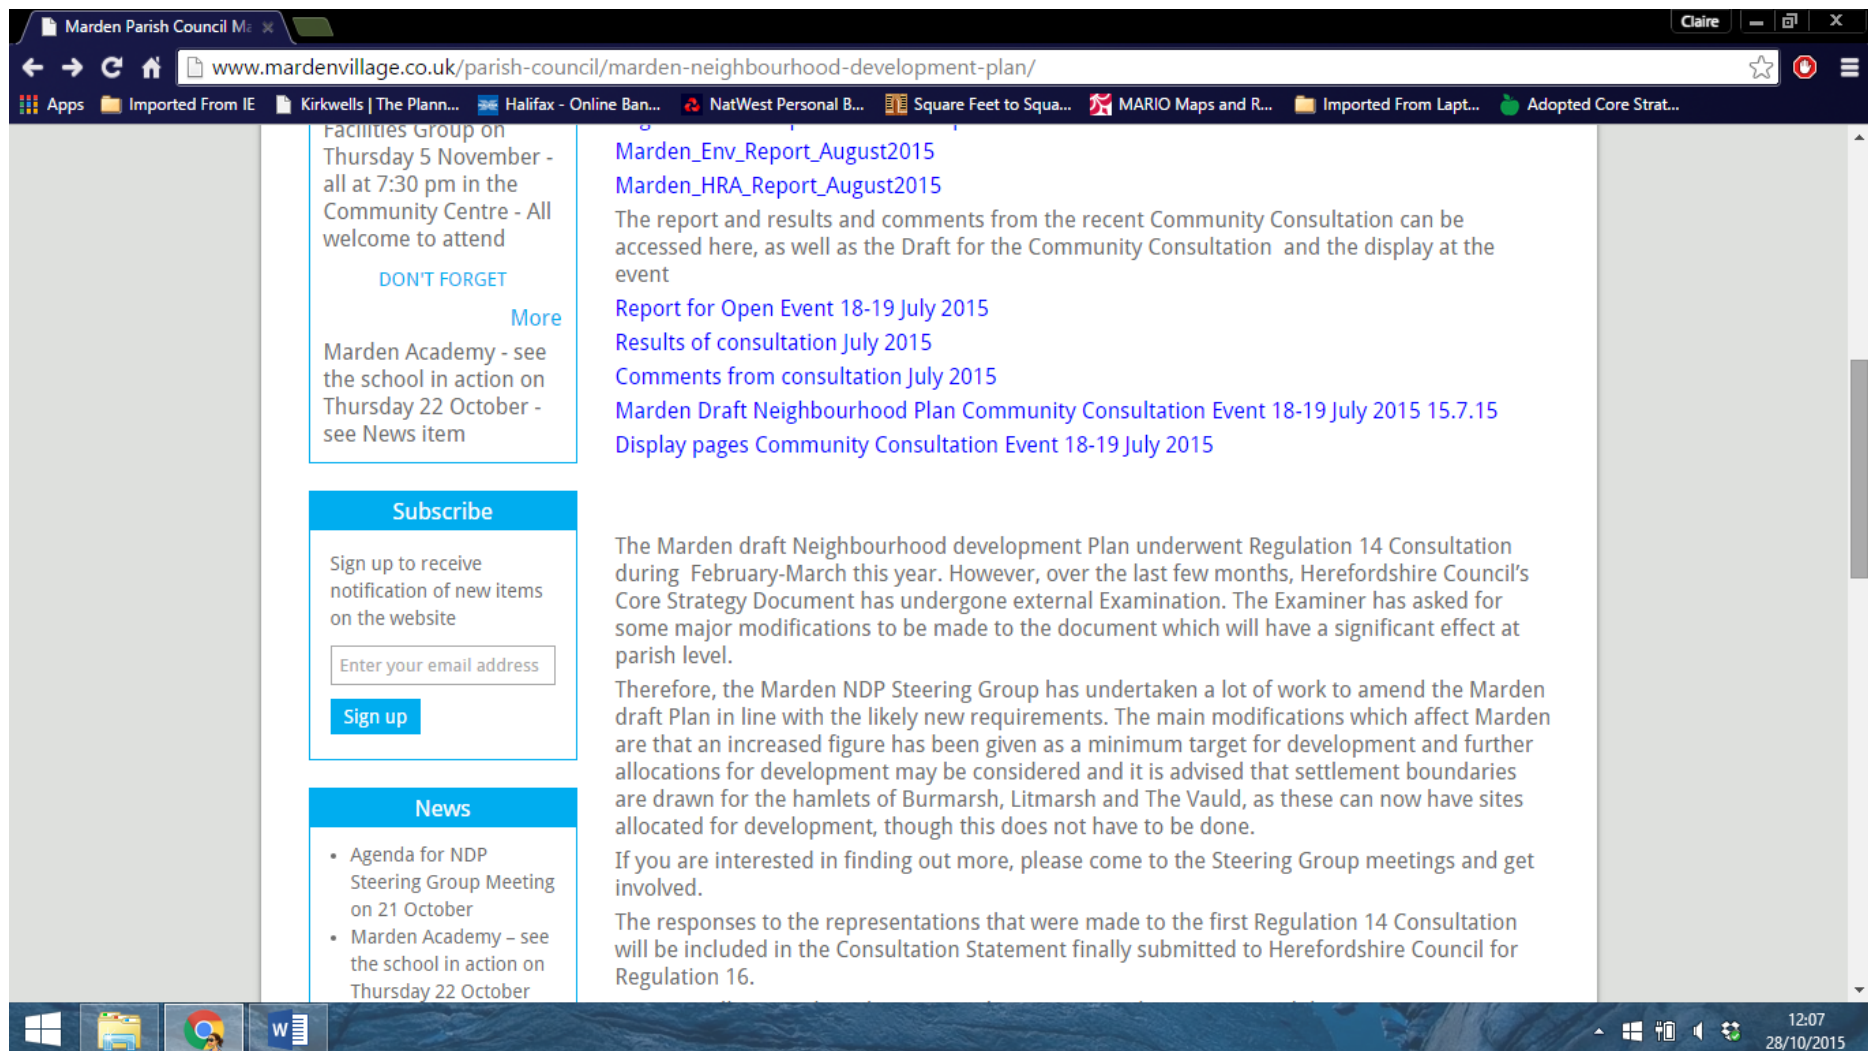 Marden Parish Council Ma
Claire
www.mardenvillage.co.uk/parish-council/marden-neighbourhood-development-plan/
Apps
Imported From IE
Kirkwells | The Plann...
Halifax - Online Ban...
NatWest Personal B...
Square Feet to Squa...
MARIO Maps and R...
Imported From Lapt...
Adopted Core Strat...
Facilities Group on
Thursday 5 November -
all at 7:30 pm in the
Community Centre - All
welcome to attend
DON'T FORGET
More
Marden Academy - see
the school in action on
Thursday 22 October -
see News item
Subscribe
Sign up to receive
notification of new items
on the website
Enter your email address
Sign up
News
• Agenda for NDP
Steering Group Meeting
on 21 October
• Marden Academy – see
the school in action on
Thursday 22 October
Marden_Env_Report_August2015
Marden_HRA_Report_August2015
The report and results and comments from the recent Community Consultation can be
accessed here, as well as the Draft for the Community Consultation and the display at the
event
Report for Open Event 18-19 July 2015
Results of consultation July 2015
Comments from consultation July 2015
Marden Draft Neighbourhood Plan Community Consultation Event 18-19 July 2015 15.7.15
Display pages Community Consultation Event 18-19 July 2015
The Marden draft Neighbourhood development Plan underwent Regulation 14 Consultation
during February-March this year. However, over the last few months, Herefordshire Council’s
Core Strategy Document has undergone external Examination. The Examiner has asked for
some major modifications to be made to the document which will have a significant effect at
parish level.
Therefore, the Marden NDP Steering Group has undertaken a lot of work to amend the Marden
draft Plan in line with the likely new requirements. The main modifications which affect Marden
are that an increased figure has been given as a minimum target for development and further
allocations for development may be considered and it is advised that settlement boundaries
are drawn for the hamlets of Burmarsh, Litmarsh and The Vauld, as these can now have sites
allocated for development, though this does not have to be done.
If you are interested in finding out more, please come to the Steering Group meetings and get
involved.
The responses to the representations that were made to the first Regulation 14 Consultation
will be included in the Consultation Statement finally submitted to Herefordshire Council for
Regulation 16.
12:07
28/10/2015